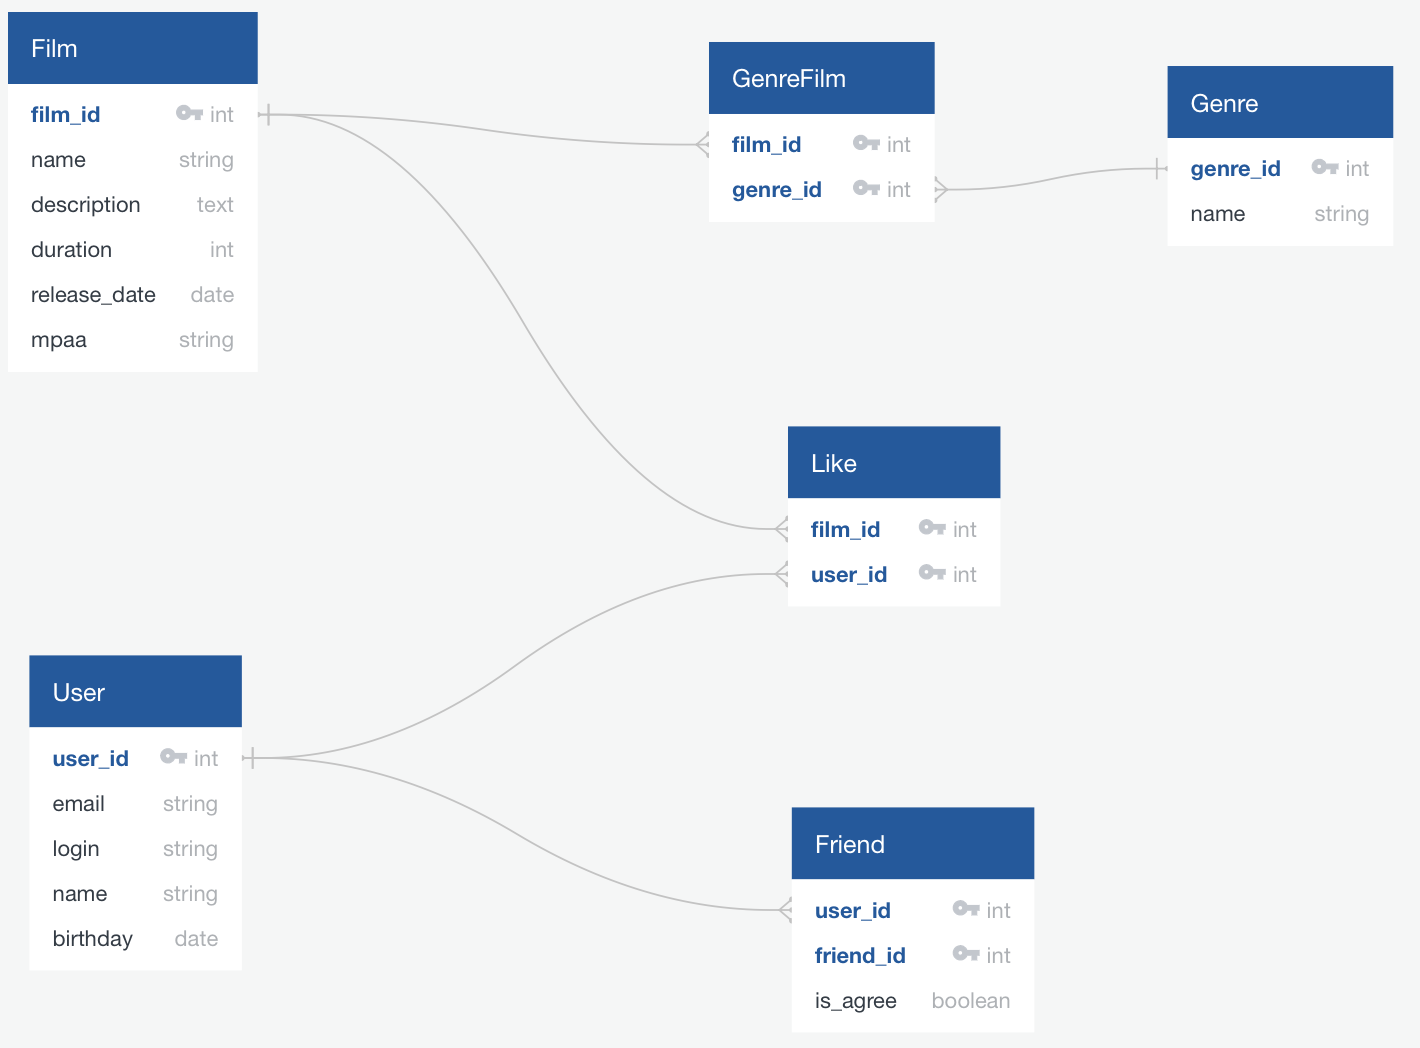 Film
film_id int
name string
description text
duration int
release_date date
mpaa string
GenreFilm
film_id int
genre_id int
Genre
genre_id int
name string
Like
film_id int
user_id int
User
user_id int
email string
login string
name string
birthday date
Friend
user_id int
friend_id int
is_agree boolean